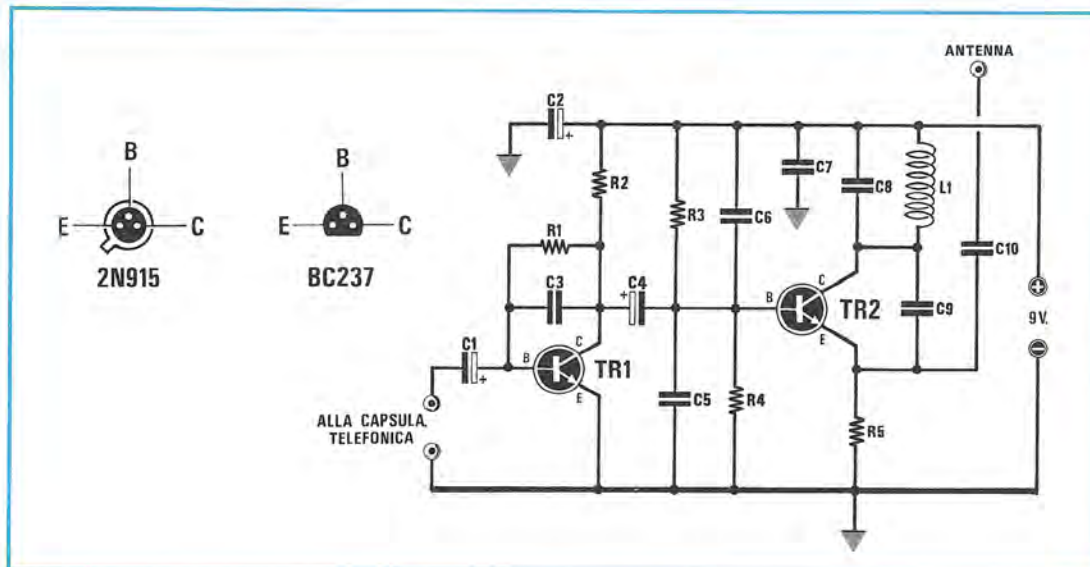 ANTENNA
C2
+
B
B
R2
R3
C6
C7
C8
L1
E
C
E
C
R1
C10
2N915
BC237
C3
C4
+
B
C
TR2
C9
+
9V.
-
C1
+
B
C
TR1
E
E
ALLA CAPSULA,
TELEFONICA
C5
R4
R5